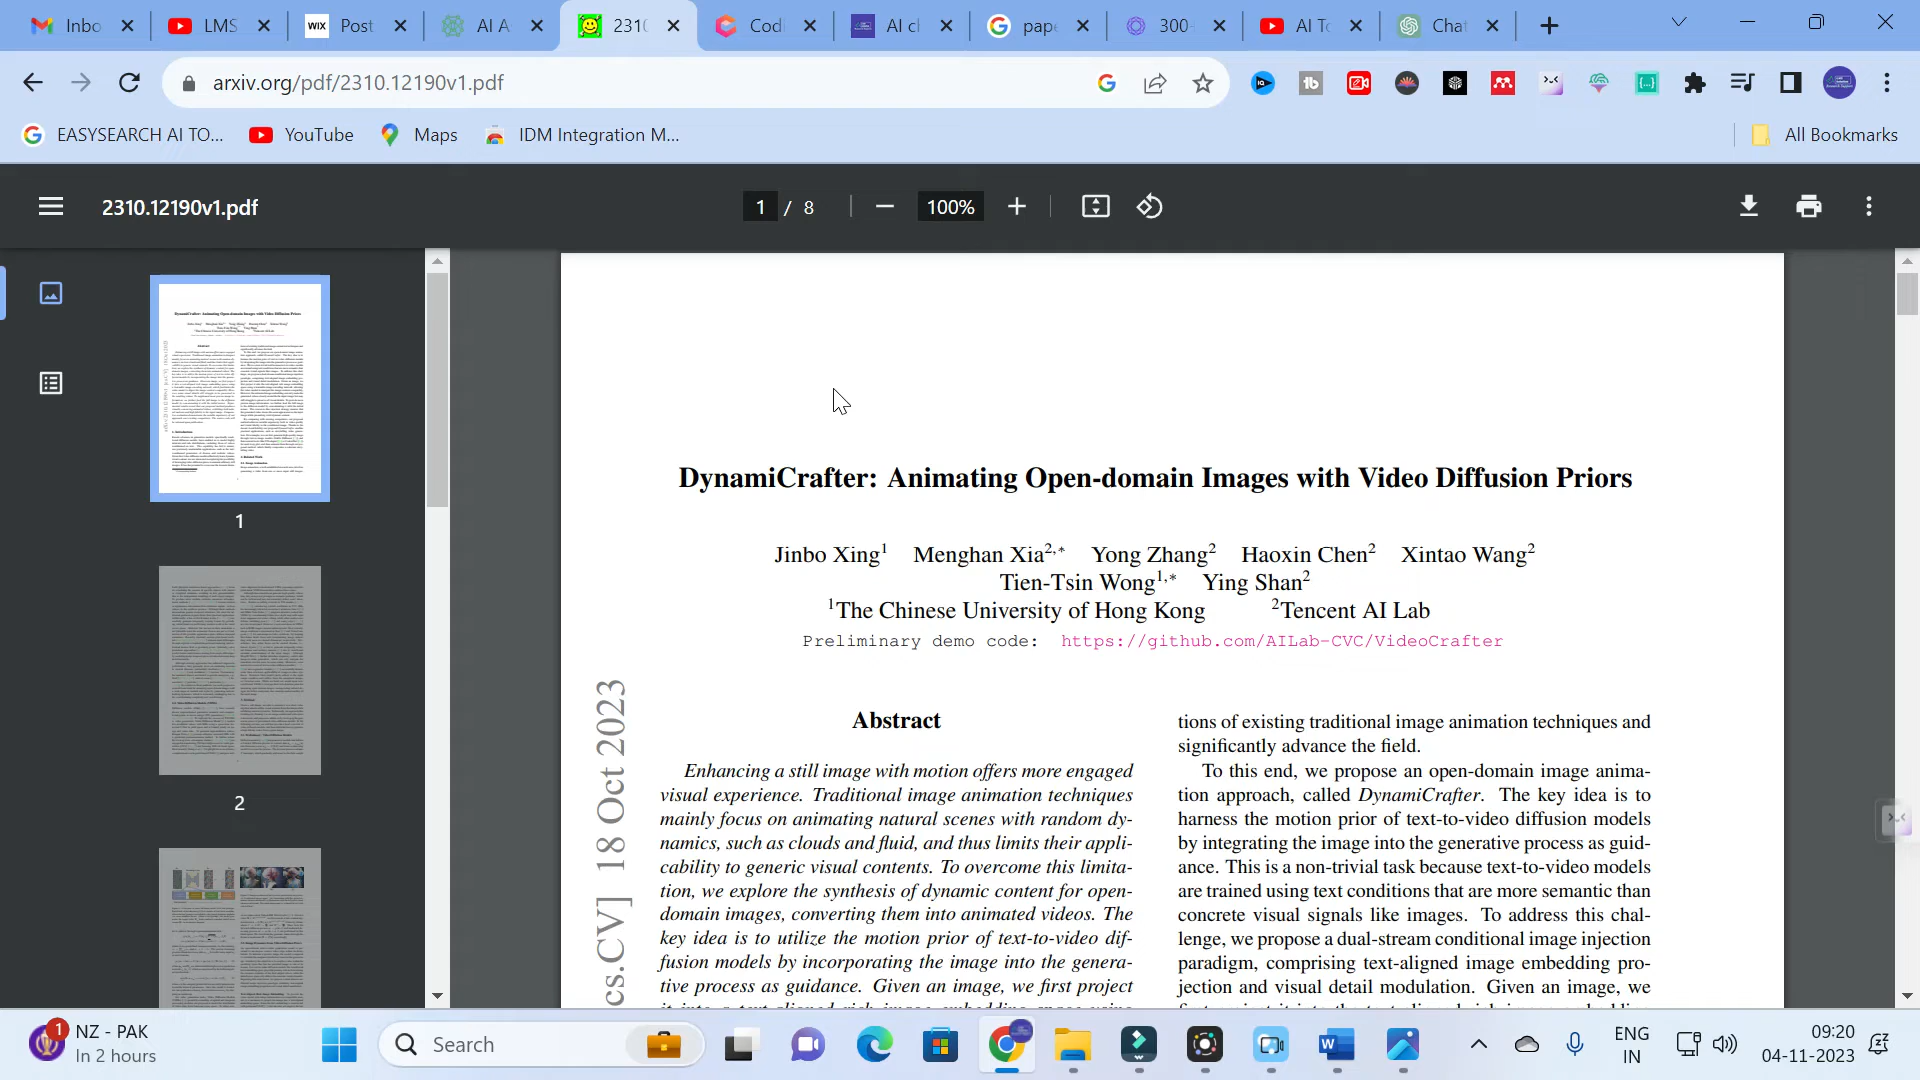 Inbo
LMS
WIX
Post
AI A
231
Codi
AI cl
pape
300-
AI To
Chat
arxiv.org/pdf/2310.12190v1.pdf
EASYSEARCH AI TO...
YouTube
Maps
IDM Integration M...
All Bookmarks
2310.12190v1.pdf
1 / 8
100%
1
2
DynamiCrafter: Animating Open-domain Images with Video Diffusion Priors
Jinbo Xing¹ Menghan Xia²,* Yong Zhang² Haoxin Chen² Xintao Wang²
Tien-Tsin Wong¹,* Ying Shan²
¹The Chinese University of Hong Kong ²Tencent AI Lab
Preliminary demo code: https://github.com/AILab-CVC/VideoCrafter
cs.CV] 18 Oct 2023
Abstract
Enhancing a still image with motion offers more engaged
visual experience. Traditional image animation techniques
mainly focus on animating natural scenes with random dy-
namics, such as clouds and fluid, and thus limits their appli-
cability to generic visual contents. To overcome this limita-
tion, we explore the synthesis of dynamic content for open-
domain images, converting them into animated videos. The
key idea is to utilize the motion prior of text-to-video dif-
fusion models by incorporating the image into the genera-
tive process as guidance. Given an image, we first project
tions of existing traditional image animation techniques and
significantly advance the field.
To this end, we propose an open-domain image anima-
tion approach, called DynamiCrafter. The key idea is to
harness the motion prior of text-to-video diffusion models
by integrating the image into the generative process as guid-
ance. This is a non-trivial task because text-to-video models
are trained using text conditions that are more semantic than
concrete visual signals like images. To address this chal-
lenge, we propose a dual-stream conditional image injection
paradigm, comprising text-aligned image embedding pro-
jection and visual detail modulation. Given an image, we
1
NZ - PAK
In 2 hours
Search
ENG
IN
09:20
04-11-2023